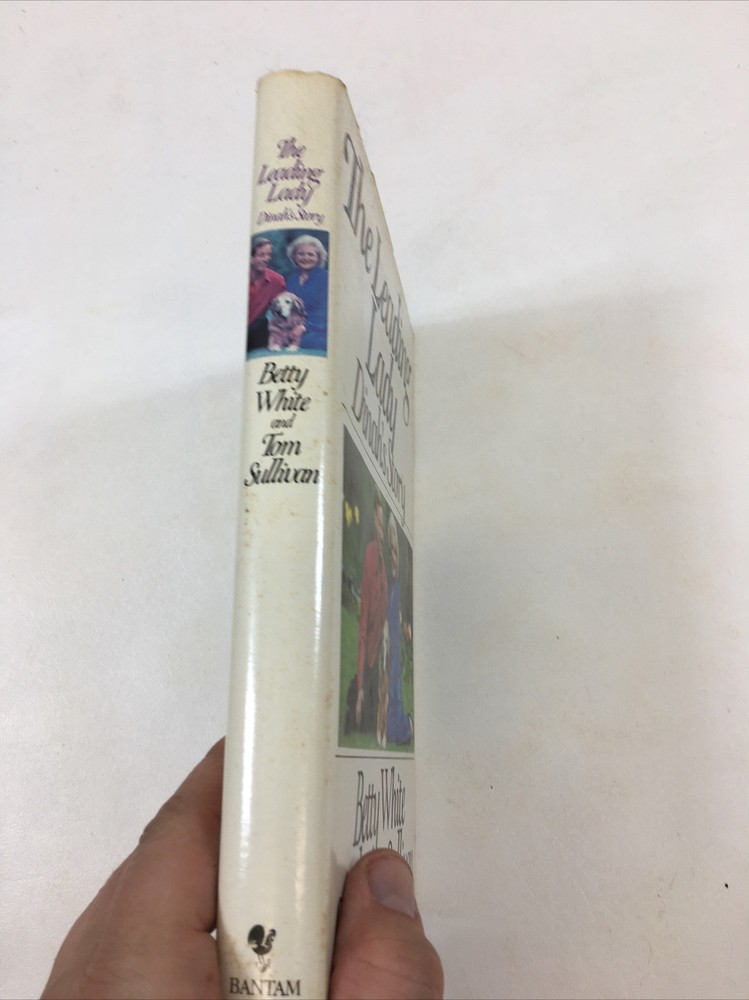 The
Leading
Lady
Dinah's Story
Betty
White
and
Tom
Sullivan
BANTAM
The Leading
Lady
Dinah's Story
Betty White